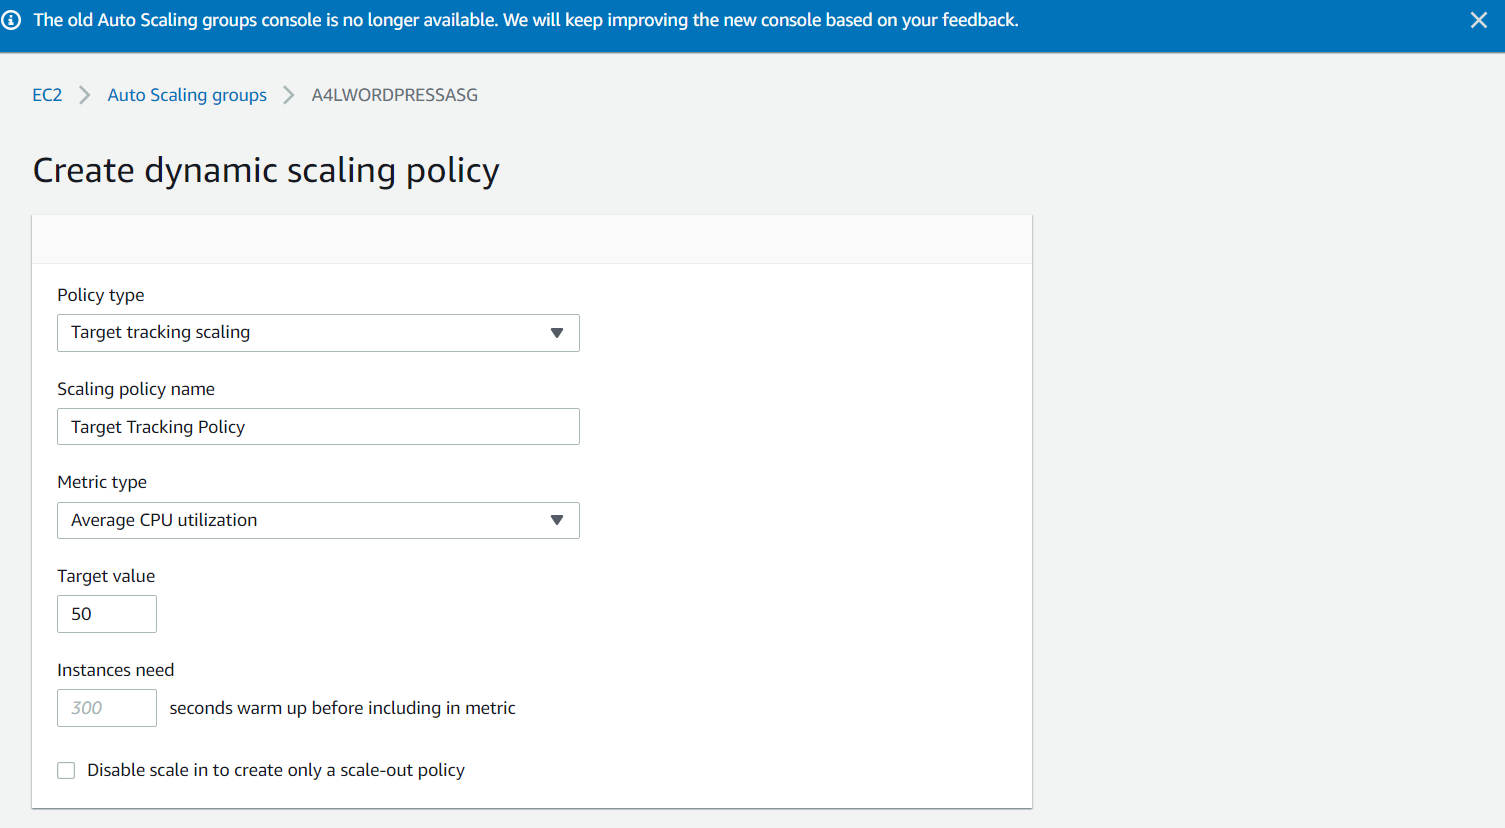 The old Auto Scaling groups console is no longer available. We will keep improving the new console based on your feedback.
EC2 > Auto Scaling groups > A4LWORDPRESSASG
Create dynamic scaling policy
Policy type
Target tracking scaling
Scaling policy name
Target Tracking Policy
Metric type
Average CPU utilization
Target value
50
Instances need
300 seconds warm up before including in metric
Disable scale in to create only a scale-out policy